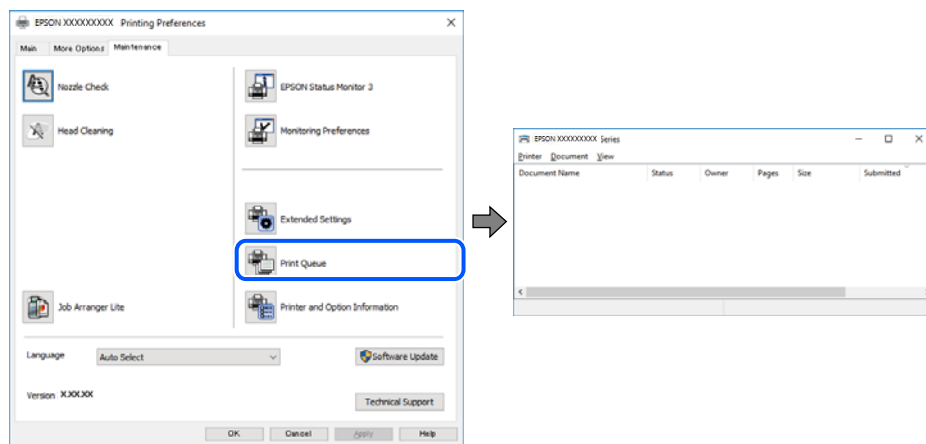 EPSON XXXXXXXXX Printing Preferences
Main More Options Maintenance
Nozzle Check
EPSON Status Monitor 3
Head Cleaning
Monitoring Preferences
Extended Settings
Print Queue
Job Arranger Lite
Printer and Option Information
Language Auto Select Software Update
Version X.XX.XX
Technical Support
OK Cancel Apply Help
EPSON XXXXXXXXX Series
Printer Document View
Document Name Status Owner Pages Size Submitted